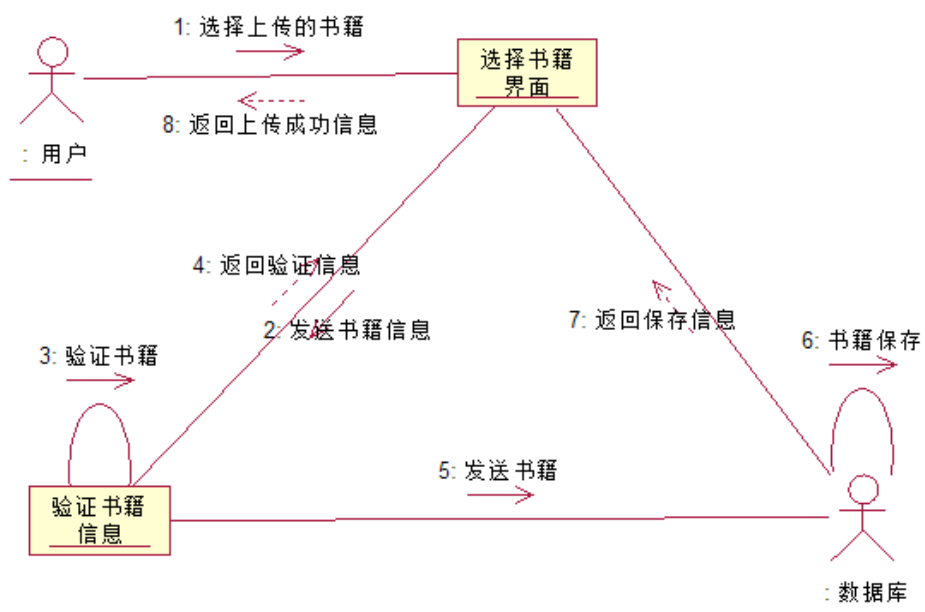 1: 选择上传的书籍
选择书籍
界面
8: 返回上传成功信息
: 用户
4: 返回验证信息
2: 发送书籍信息
7: 返回保存信息
6: 书籍保存
3: 验证书籍
5: 发送书籍
验证书籍
信息
: 数据库